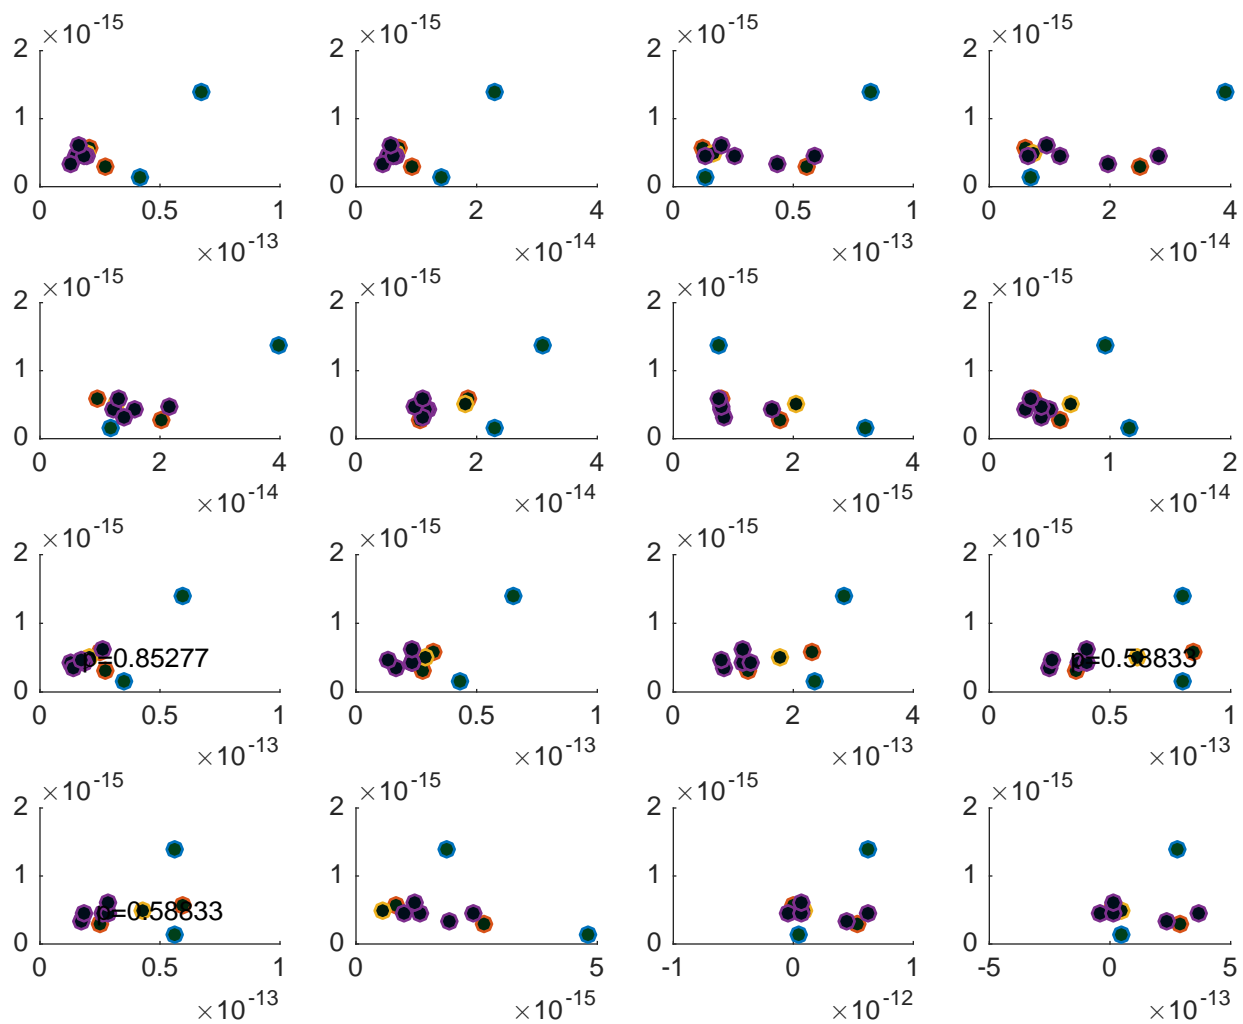 ×10-15 ×10-15 ×10-15 ×10-15
2 2 2 2
1 1 1 1
0 0 0 0
0 0.5 1 0 2 4 0 0.5 1 0 2 4
×10-13 ×10-14 ×10-13 ×10-14
×10-15 ×10-15 ×10-15 ×10-15
2 2 2 2
1 1 1 1
0 0 0 0
0 2 4 0 2 4 0 2 4 0 1 2
×10-14 ×10-14 ×10-15 ×10-14
×10-15 ×10-15 ×10-15 ×10-15
2 2 2 2
1 1 1 1
p=0.85277 p=0.58833
0 0 0 0
0 0.5 1 0 0.5 1 0 2 4 0 0.5 1
×10-13 ×10-13 ×10-13 ×10-13
×10-15 ×10-15 ×10-15 ×10-15
2 2 2 2
1 1 1 1
p=0.58833
0 0 0 0
0 0.5 1 0 5 -1 0 1 -5 0 5
×10-13 ×10-15 ×10-12 ×10-13